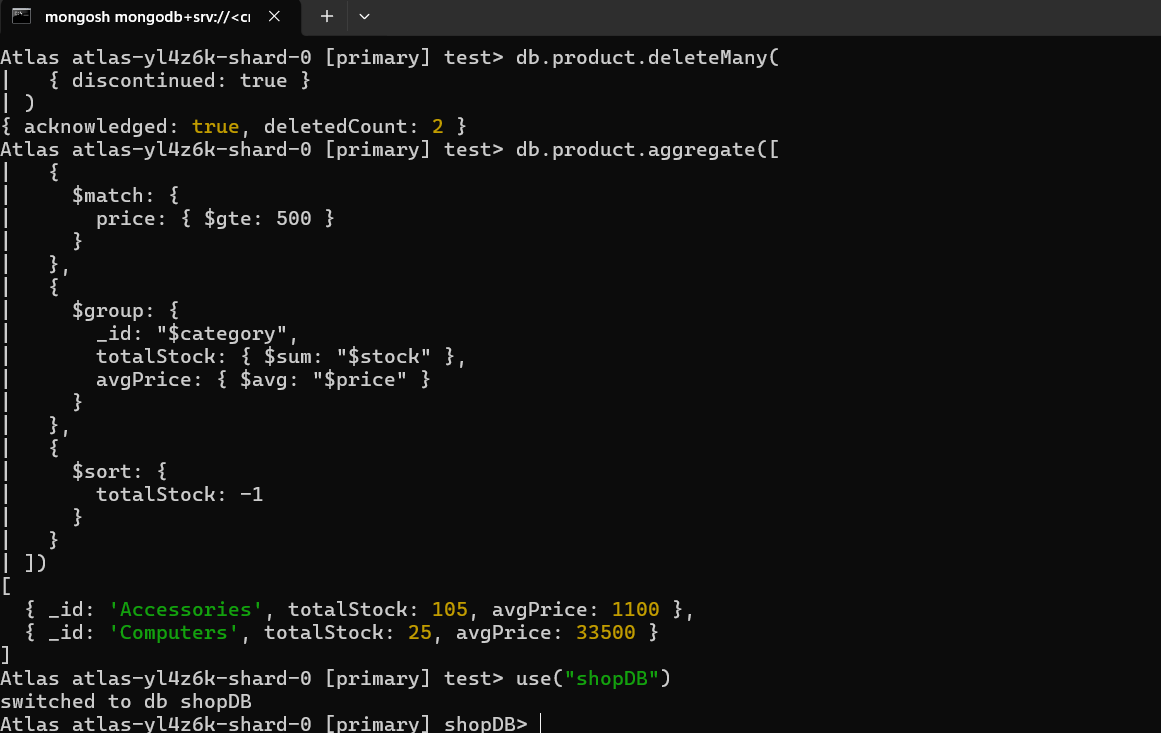 mongosh mongodb+srv://<cr
Atlas atlas-yl4z6k-shard-0 [primary] test> db.product.deleteMany(
|   { discontinued: true }
| )
{ acknowledged: true, deletedCount: 2 }
Atlas atlas-yl4z6k-shard-0 [primary] test> db.product.aggregate([
|   {
|     $match: {
|       price: { $gte: 500 }
|     }
|   },
|   {
|     $group: {
|       _id: "$category",
|       totalStock: { $sum: "$stock" },
|       avgPrice: { $avg: "$price" }
|     }
|   },
|   {
|     $sort: {
|       totalStock: -1
|     }
|   }
| ])
[
  { _id: 'Accessories', totalStock: 105, avgPrice: 1100 },
  { _id: 'Computers', totalStock: 25, avgPrice: 33500 }
]
Atlas atlas-yl4z6k-shard-0 [primary] test> use("shopDB")
switched to db shopDB
Atlas atlas-yl4z6k-shard-0 [primary] shopDB>